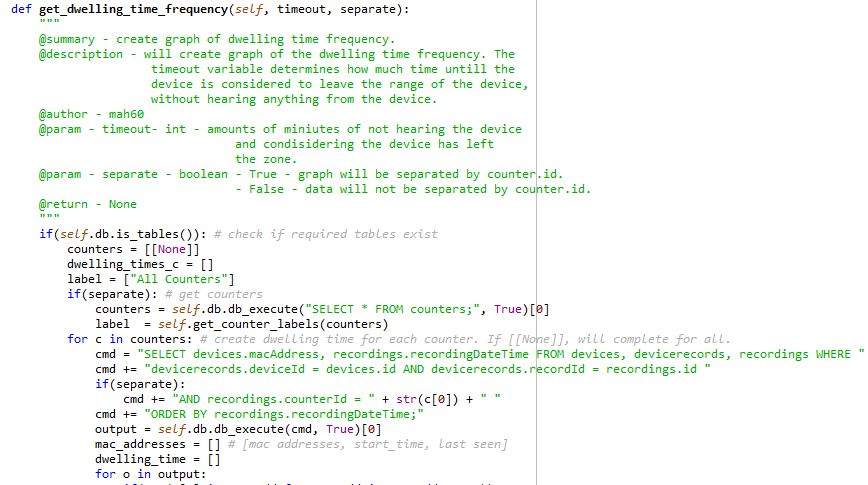 def get_dwelling_time_frequency(self, timeout, separate):
"""
@summary - create graph of dwelling time frequency.
@description - will create graph of the dwelling time frequency. The
timeout variable determines how much time untill the
device is considered to leave the range of the device,
without hearing anything from the device.
@author - mah60
@param - timeout- int - amounts of miniutes of not hearing the device
and condisidering the device has left
the zone.
@param - separate - boolean - True - graph will be separated by counter.id.
- False - data will not be separated by counter.id.
@return - None
"""
if(self.db.is_tables()): # check if required tables exist
counters = [[None]]
dwelling_times_c = []
label = ["All Counters"]
if(separate): # get counters
counters = self.db.db_execute("SELECT * FROM counters;", True)[0]
label  = self.get_counter_labels(counters)
for c in counters: # create dwelling time for each counter. If [[None]], will complete for all.
cmd = "SELECT devices.macAddress, recordings.recordingDateTime FROM devices, devicerecords, recordings WHERE "
cmd += "devicerecords.deviceId = devices.id AND devicerecords.recordId = recordings.id "
if(separate):
cmd += "AND recordings.counterId = " + str(c[0]) + " "
cmd += "ORDER BY recordings.recordingDateTime;"
output = self.db.db_execute(cmd, True)[0]
mac_addresses = [] # [mac addresses, start_time, last seen]
dwelling_time = []
for o in output: